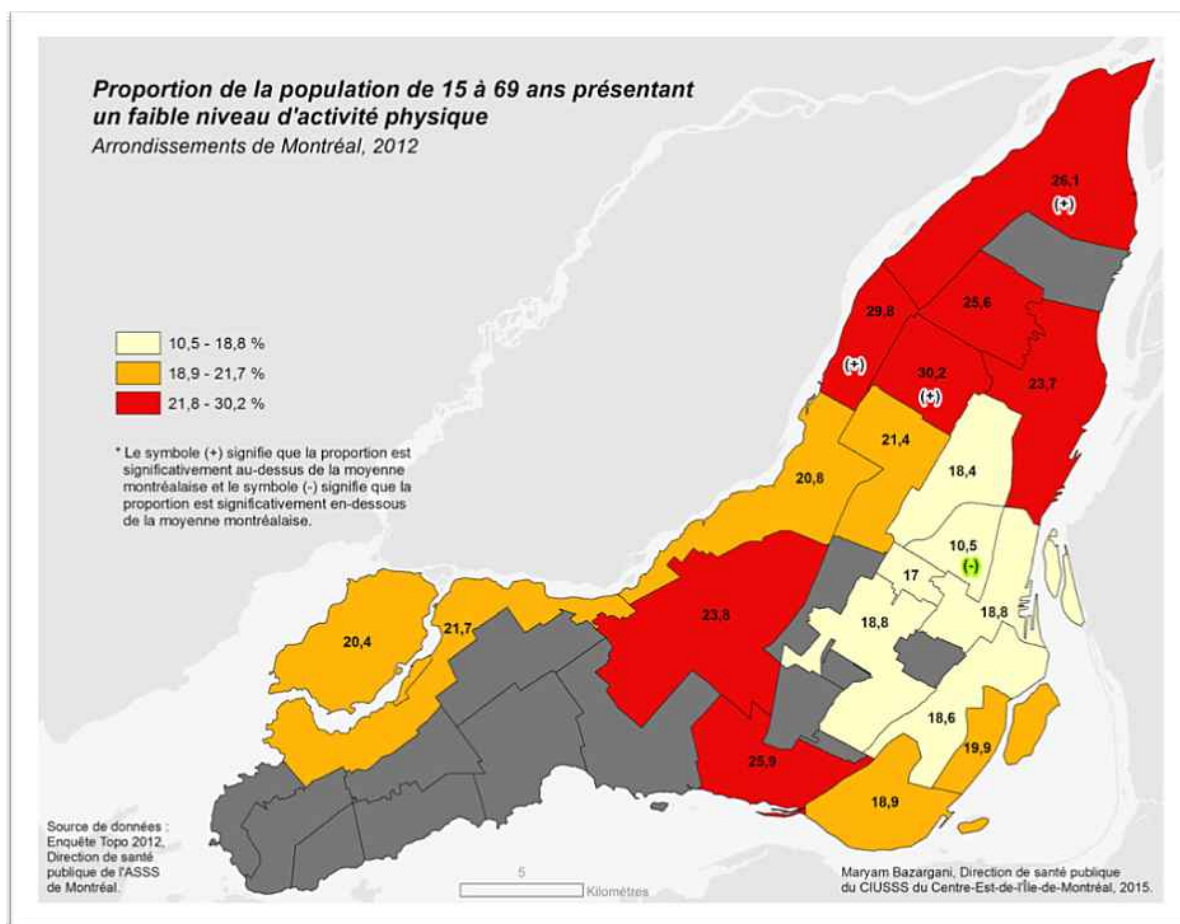 Proportion de la population de 15 à 69 ans présentant
un faible niveau d'activité physique
Arrondissements de Montréal, 2012
10,5 - 18,8 %
18,9 - 21,7 %
21,8 - 30,2 %
* Le symbole (+) signifie que la proportion est
significativement au-dessus de la moyenne
montréalaise et le symbole (-) signifie que la
proportion est significativement en-dessous
de la moyenne montréalaise.
26,1
(+)
25,6
29,8
(+)
30,2
(+)
23,7
21,4
20,8
18,4
10,5
(-)
17
18,8
18,8
23,8
21,7
20,4
18,6
19,9
25,9
18,9
Source de données :
Enquête Topo 2012,
Direction de santé
publique de l'ASSS
de Montréal.
5
Kilomètres
Maryam Bazargani, Direction de santé publique
du CIUSSS du Centre-Est-de-l'Île-de-Montréal, 2015.